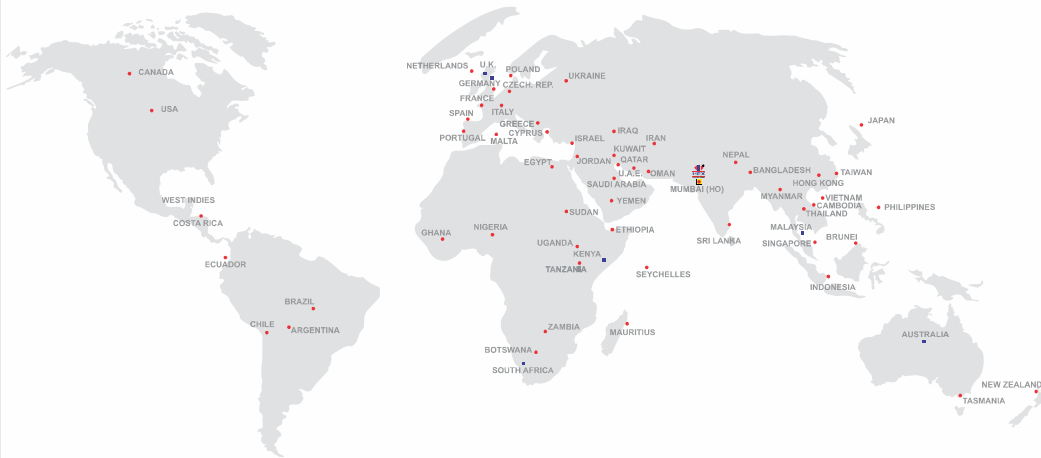 CANADA
USA
WEST INDIES
COSTA RICA
ECUADOR
BRAZIL
CHILE
ARGENTINA
NETHERLANDS
U.K.
POLAND
GERMANY
CZECH. REP.
UKRAINE
FRANCE
ITALY
SPAIN
GREECE
PORTUGAL
MALTA
CYPRUS
ISRAEL
IRAQ
IRAN
KUWAIT
EGYPT
JORDAN
QATAR
U.A.E.
OMAN
SAUDI ARABIA
YEMEN
SUDAN
GHANA
NIGERIA
ETHIOPIA
UGANDA
KENYA
TANZANIA
SEYCHELLES
ZAMBIA
MAURITIUS
BOTSWANA
SOUTH AFRICA
MUMBAI (HO)
NEPAL
BANGLADESH
SRI LANKA
JAPAN
TAIWAN
HONG KONG
MYANMAR
VIETNAM
CAMBODIA
THAILAND
PHILIPPINES
MALAYSIA
SINGAPORE
BRUNEI
INDONESIA
AUSTRALIA
NEW ZEALAND
TASMANIA